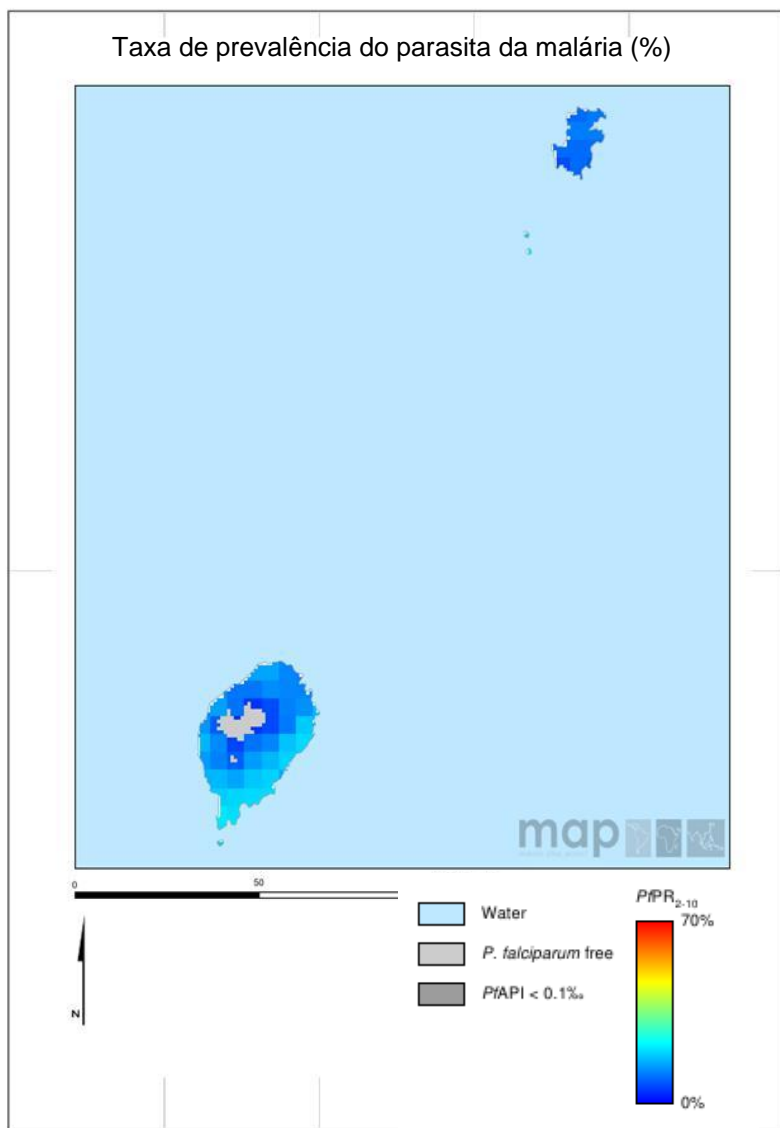 Taxa de prevalência do parasita da malária (%)
map
0 50
N
Water
P. falciparum free
PfAPI < 0.1‰
PfPR2-10
70%
0%